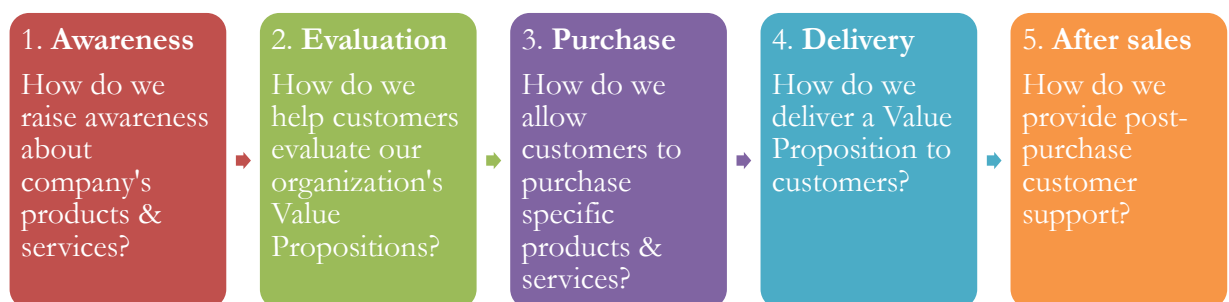 1. Awareness
How do we
raise awareness
about
company's
products &
services?
2. Evaluation
How do we
help customers
evaluate our
organization's
Value
Propositions?
3. Purchase
How do we
allow
customers to
purchase
specific
products &
services?
4. Delivery
How do we
deliver a Value
Proposition to
customers?
5. After sales
How do we
provide post-
purchase
customer
support?